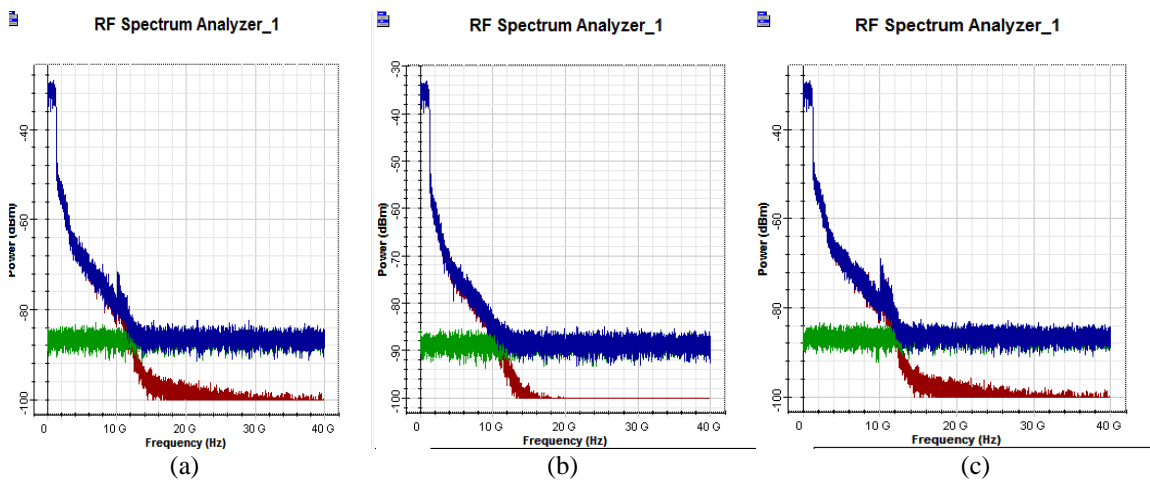 RF Spectrum Analyzer_1
Power (dBm)
-40
-60
-80
-100
0 10 G 20 G 30 G 40 G
Frequency (Hz)
(a)
RF Spectrum Analyzer_1
Power (dBm)
-30
-40
-50
-60
-70
-80
-90
-100
0 10 G 20 G 30 G 40 G
Frequency (Hz)
(b)
RF Spectrum Analyzer_1
Power (dBm)
-40
-60
-80
-100
0 10 G 20 G 30 G 40 G
Frequency (Hz)
(c)